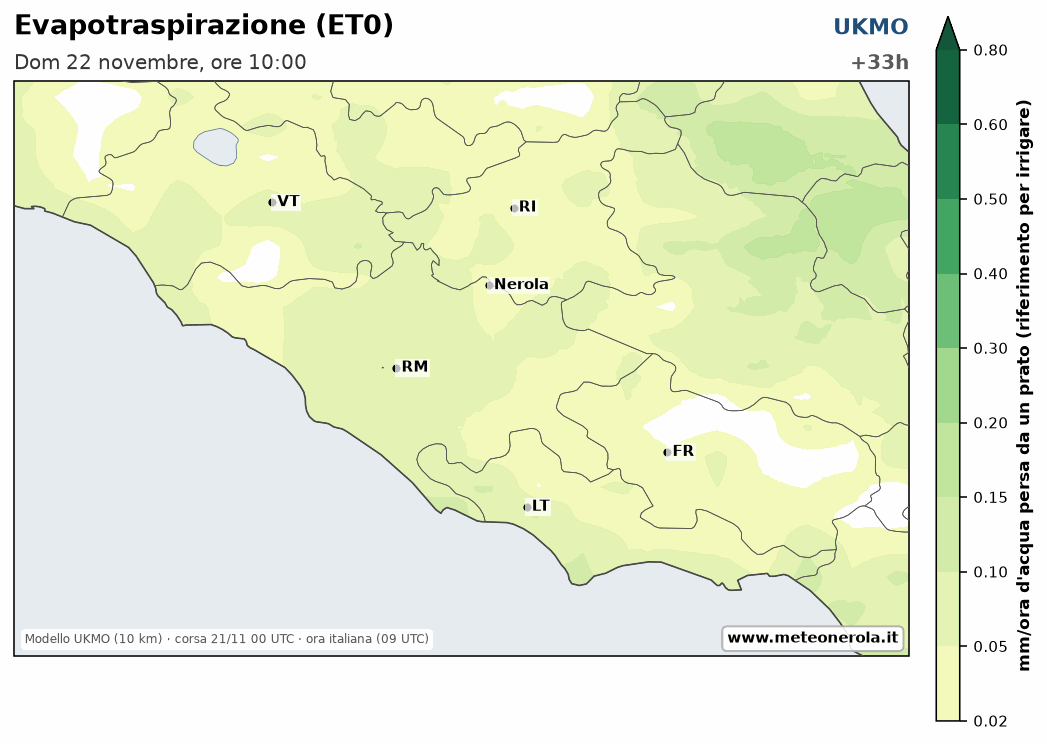 Evapotraspirazione (ET0)
UKMO
Dom 22 novembre, ore 10:00
+33h
VT
RI
Nerola
RM
FR
LT
Modello UKMO (10 km) · corsa 21/11 00 UTC · ora italiana (09 UTC)
www.meteonerola.it
0.80
0.60
0.50
0.40
0.30
0.20
0.15
0.10
0.05
0.02
mm/ora d'acqua persa da un prato (riferimento per irrigare)